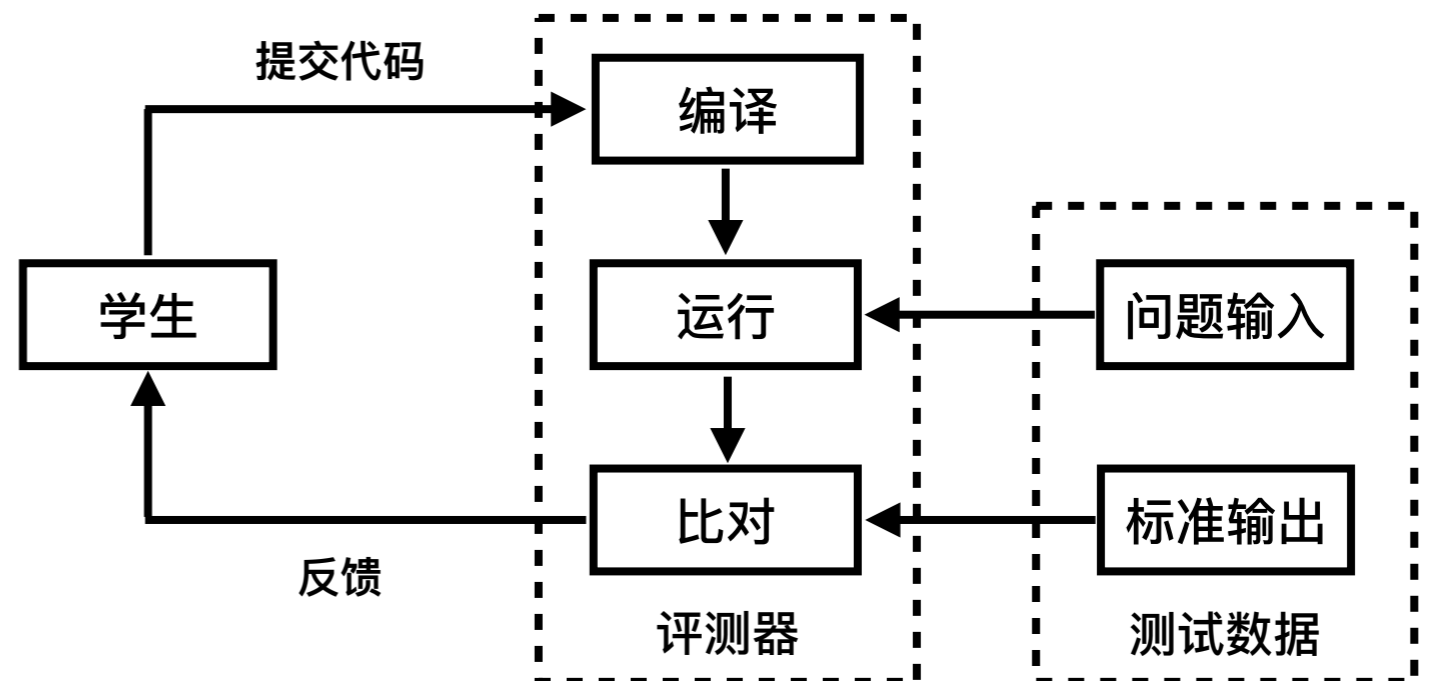 提交代码
编译
学生
运行
问题输入
比对
标准输出
反馈
评测器
测试数据